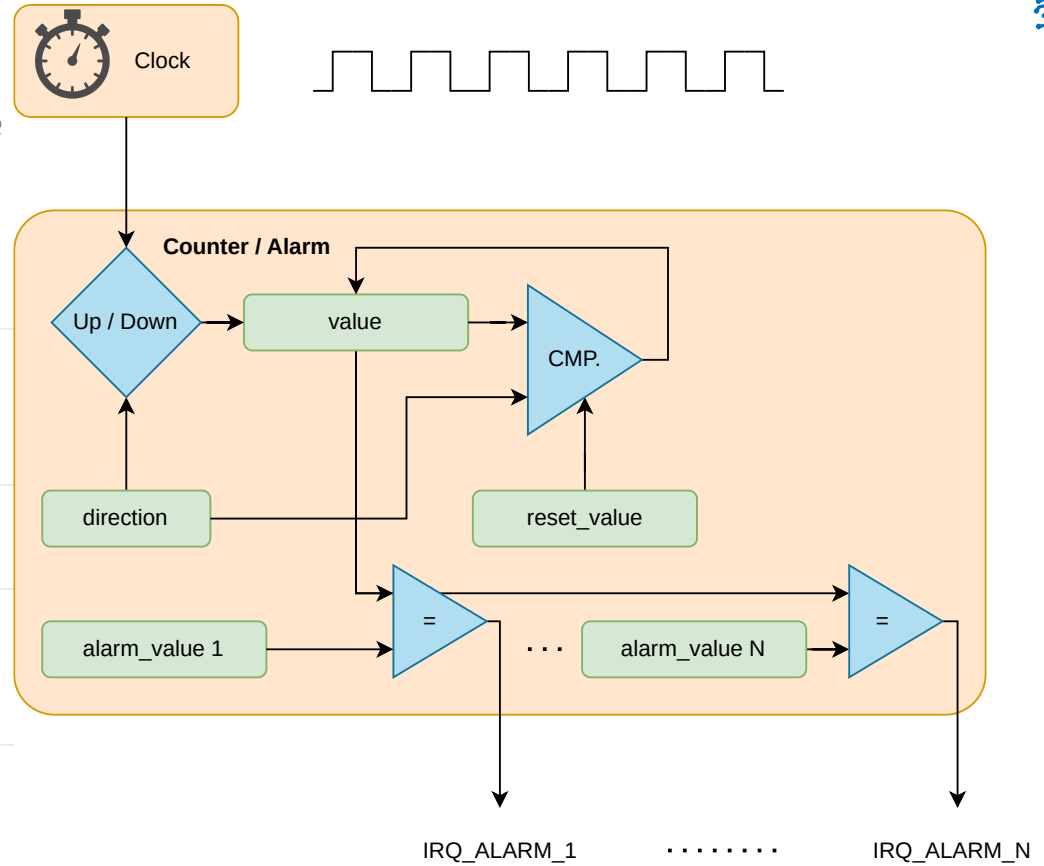 Clock
Counter / Alarm
Up / Down
value
CMP.
direction
reset_value
=
=
alarm_value 1
. . .
alarm_value N
IRQ_ALARM_1
. . . . . . . .
IRQ_ALARM_N